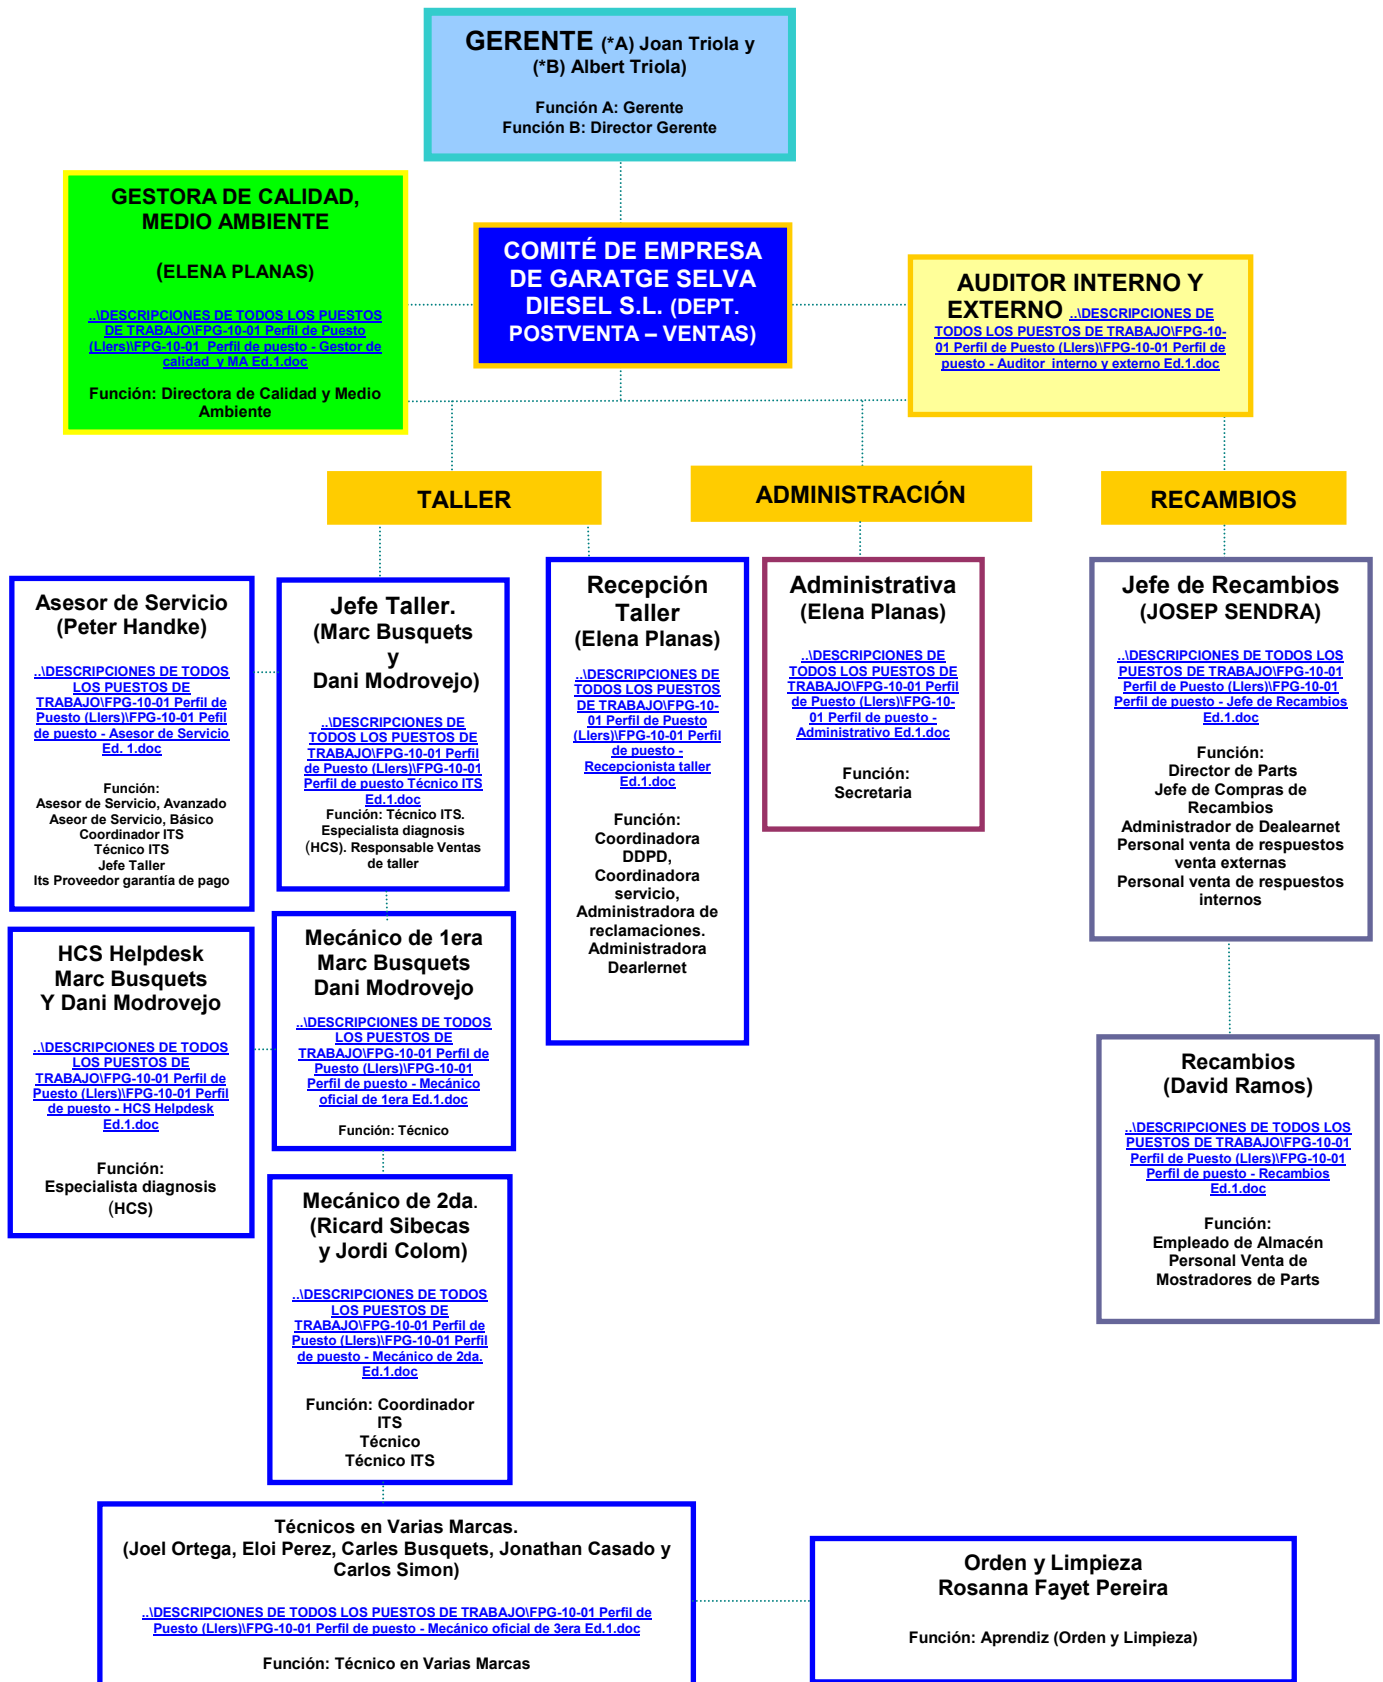 GERENTE (*A) Joan Triola y
(*B) Albert Triola)
Función A: Gerente
Función B: Director Gerente
GESTORA DE CALIDAD,
MEDIO AMBIENTE
(ELENA PLANAS)
..\DESCRIPCIONES DE TODOS LOS PUESTOS
DE TRABAJO\FPG-10-01 Perfil de Puesto
(Llers)\FPG-10-01 Perfil de puesto - Gestor de
calidad y MA Ed.1.doc
Función: Directora de Calidad y Medio
Ambiente
COMITÉ DE EMPRESA
DE GARATGE SELVA
DIESEL S.L. (DEPT.
POSTVENTA – VENTAS)
AUDITOR INTERNO Y
EXTERNO ..\DESCRIPCIONES DE
TODOS LOS PUESTOS DE TRABAJO\FPG-10-
01 Perfil de Puesto (Llers)\FPG-10-01 Perfil de
puesto - Auditor interno y externo Ed.1.doc
TALLER
ADMINISTRACIÓN
RECAMBIOS
Asesor de Servicio
(Peter Handke)
..\DESCRIPCIONES DE TODOS
LOS PUESTOS DE
TRABAJO\FPG-10-01 Perfil de
Puesto (Llers)\FPG-10-01 Pefil
de puesto - Asesor de Servicio
Ed. 1.doc
Función:
Asesor de Servicio, Avanzado
Aseor de Servicio, Básico
Coordinador ITS
Técnico ITS
Jefe Taller
Its Proveedor garantía de pago
Jefe Taller.
(Marc Busquets
y
Dani Modrovejo)
..\DESCRIPCIONES DE
TODOS LOS PUESTOS DE
TRABAJO\FPG-10-01 Perfil
de Puesto (Llers)\FPG-10-01
Perfil de puesto Técnico ITS
Ed.1.doc
Función: Técnico ITS.
Especialista diagnosis
(HCS). Responsable Ventas
de taller
Recepción
Taller
(Elena Planas)
..\DESCRIPCIONES DE
TODOS LOS PUESTOS
DE TRABAJO\FPG-10-
01 Perfil de Puesto
(Llers)\FPG-10-01 Perfil
de puesto -
Recepcionista taller
Ed.1.doc
Función:
Coordinadora
DDPD,
Coordinadora
servicio,
Administradora de
reclamaciones.
Administradora
Dearlernet
Administrativa
(Elena Planas)
..\DESCRIPCIONES DE
TODOS LOS PUESTOS DE
TRABAJO\FPG-10-01 Perfil
de Puesto (Llers)\FPG-10-
01 Perfil de puesto -
Administrativo Ed.1.doc
Función:
Secretaria
Jefe de Recambios
(JOSEP SENDRA)
..\DESCRIPCIONES DE TODOS LOS
PUESTOS DE TRABAJO\FPG-10-01
Perfil de Puesto (Llers)\FPG-10-01
Perfil de puesto - Jefe de Recambios
Ed.1.doc
Función:
Director de Parts
Jefe de Compras de
Recambios
Administrador de Dealearnet
Personal venta de respuestos
venta externas
Personal venta de respuestos
internos
HCS Helpdesk
Marc Busquets
Y Dani Modrovejo
..\DESCRIPCIONES DE TODOS
LOS PUESTOS DE
TRABAJO\FPG-10-01 Perfil de
Puesto (Llers)\FPG-10-01 Perfil
de puesto - HCS Helpdesk
Ed.1.doc
Función:
Especialista diagnosis
(HCS)
Mecánico de 1era
Marc Busquets
Dani Modrovejo
..\DESCRIPCIONES DE TODOS
LOS PUESTOS DE
TRABAJO\FPG-10-01 Perfil de
Puesto (Llers)\FPG-10-01
Perfil de puesto - Mecánico
oficial de 1era Ed.1.doc
Función: Técnico
Recambios
(David Ramos)
..\DESCRIPCIONES DE TODOS LOS
PUESTOS DE TRABAJO\FPG-10-01
Perfil de Puesto (Llers)\FPG-10-01
Perfil de puesto - Recambios
Ed.1.doc
Función:
Empleado de Almacén
Personal Venta de
Mostradores de Parts
Mecánico de 2da.
(Ricard Sibecas
y Jordi Colom)
..\DESCRIPCIONES DE TODOS
LOS PUESTOS DE
TRABAJO\FPG-10-01 Perfil de
Puesto (Llers)\FPG-10-01 Perfil
de puesto - Mecánico de 2da.
Ed.1.doc
Función: Coordinador
ITS
Técnico
Técnico ITS
Técnicos en Varias Marcas.
(Joel Ortega, Eloi Perez, Carles Busquets, Jonathan Casado y
Carlos Simon)
..\DESCRIPCIONES DE TODOS LOS PUESTOS DE TRABAJO\FPG-10-01 Perfil de
Puesto (Llers)\FPG-10-01 Perfil de puesto - Mecánico oficial de 3era Ed.1.doc
Función: Técnico en Varias Marcas
Orden y Limpieza
Rosanna Fayet Pereira
Función: Aprendiz (Orden y Limpieza)